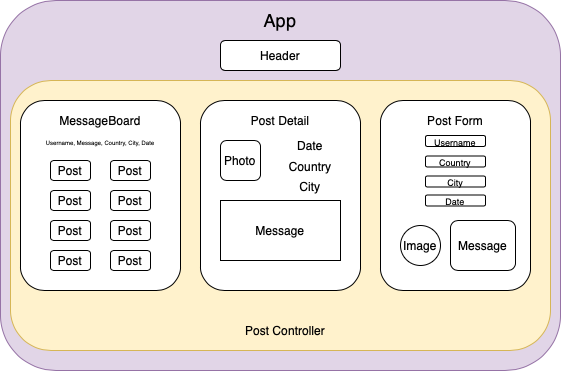 App
Header
MessageBoard
Username, Message, Country, City, Date
Post Post
Post Post
Post Post
Post Post
Post Detail
Photo
Date
Country
City
Message
Post Form
Username
Country
City
Date
Image
Message
Post Controller